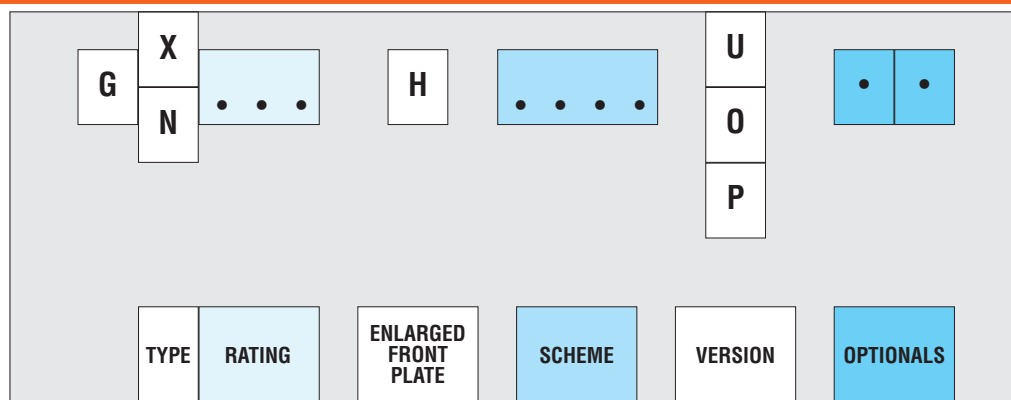 X
G
N
• • •
H
• • • •
U
O
P
• •
TYPE
RATING
ENLARGED
FRONT
PLATE
SCHEME
VERSION
OPTIONALS